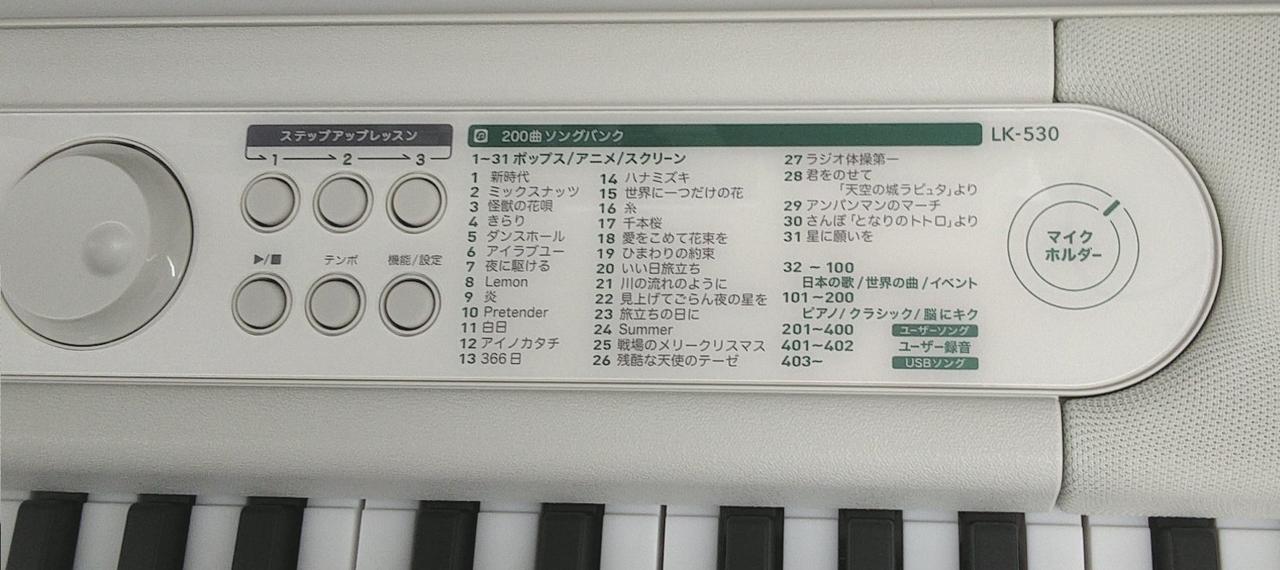 ステップアップレッスン
1 2 3
▶/■ テンポ 機能/設定
200曲ソングバンク
LK-530
1~31 ポップス/アニメ/スクリーン
1 新時代
2 ミックスナッツ
3 怪獣の花唄
4 きらり
5 ダンスホール
6 アイラブユー
7 夜に駆ける
8 Lemon
9 炎
10 Pretender
11 白日
12 アイノカタチ
13 366日
14 ハナミズキ
15 世界に一つだけの花
16 糸
17 千本桜
18 愛をこめて花束を
19 ひまわりの約束
20 いい日旅立ち
21 川の流れのように
22 見上げてごらん夜の星を
23 旅立ちの日に
24 Summer
25 戦場のメリークリスマス
26 残酷な天使のテーゼ
27 ラジオ体操第一
28 君をのせて
「天空の城ラピュタ」より
29 アンパンマンのマーチ
30 さんぽ「となりのトトロ」より
31 星に願いを
32 ~ 100
日本の歌/世界の曲/イベント
101~200
ピアノ/クラシック/脳にキク
201~400 ユーザーソング
401~402 ユーザー録音
403~ USBソング
マイク
ホルダー